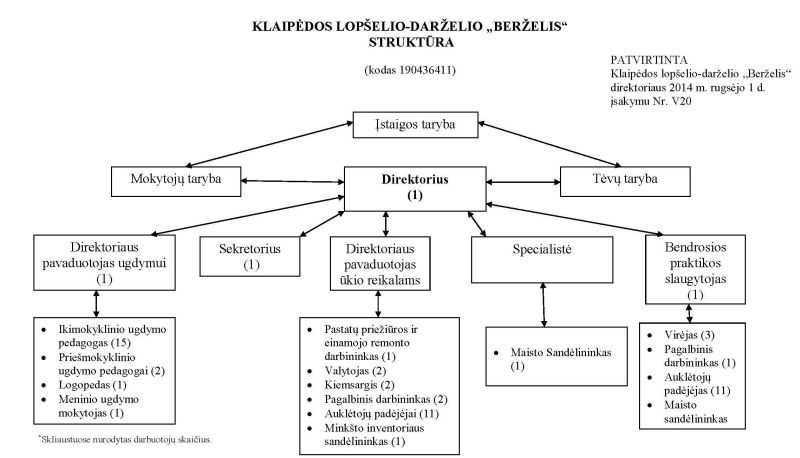 KLAIPĖDOS LOPŠELIO-DARŽELIO „BERŽELIS“
STRUKTŪRA
(kodas 190436411)
PATVIRTINTA
Klaipėdos lopšelio-darželio „Berželis“
direktoriaus 2014 m. rugsėjo 1 d.
įsakymu Nr. V20
Įstaigos taryba
Mokytojų taryba
Direktorius
(1)
Tėvų taryba
Direktoriaus
pavaduotojas ugdymui
(1)
Sekretorius
(1)
Direktoriaus
pavaduotojas
ūkio reikalams
Specialistė
Bendrosios
praktikos
slaugytojas
(1)
• Ikimokyklinio ugdymo
pedagogas (15)
• Priešmokyklinio
ugdymo pedagogai (2)
• Logopedas (1)
• Meninio ugdymo
mokytojas (1)
• Pastatų priežiūros ir
einamojo remonto
darbininkas (1)
• Valytojas (2)
• Kiemsargis (2)
• Pagalbinis darbininkas (2)
• Auklėtojų padėjėjai (11)
• Minkšto inventoriaus
sandėlininkas (1)
• Maisto Sandėlininkas
(1)
• Virėjas (3)
• Pagalbinis
darbininkas (1)
• Auklėtojų
padėjėjas (11)
• Maisto
sandėlininkas
*Skliaustuose nurodytas darbuotojų skaičius.